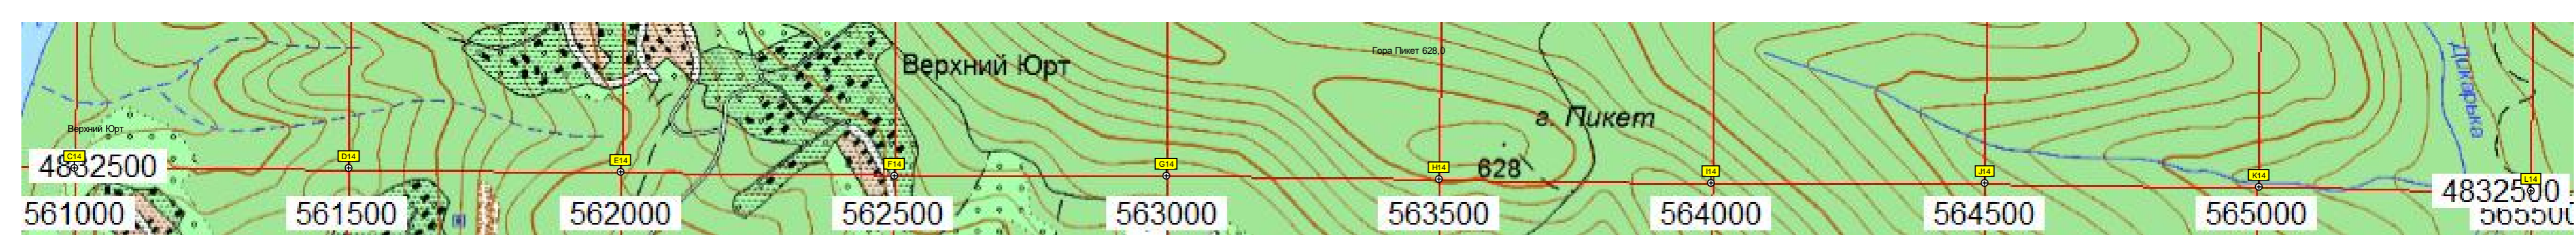 Гора Пикет 628,0
Верхний Юрт
г. Пикет
Дикарька
Верхний Юрт
628
C14 D14 E14 F14 G14 H14 I14 J14 K14 L14
4832500 4832500
561000 561500 562000 562500 563000 563500 564000 564500 565000 565500